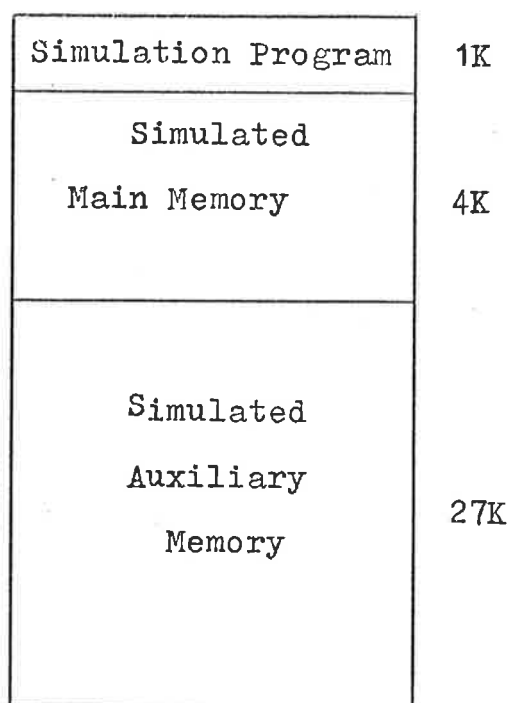 Simulation Program 1K
Simulated
Main Memory 4K
Simulated
Auxiliary
27K
Memory